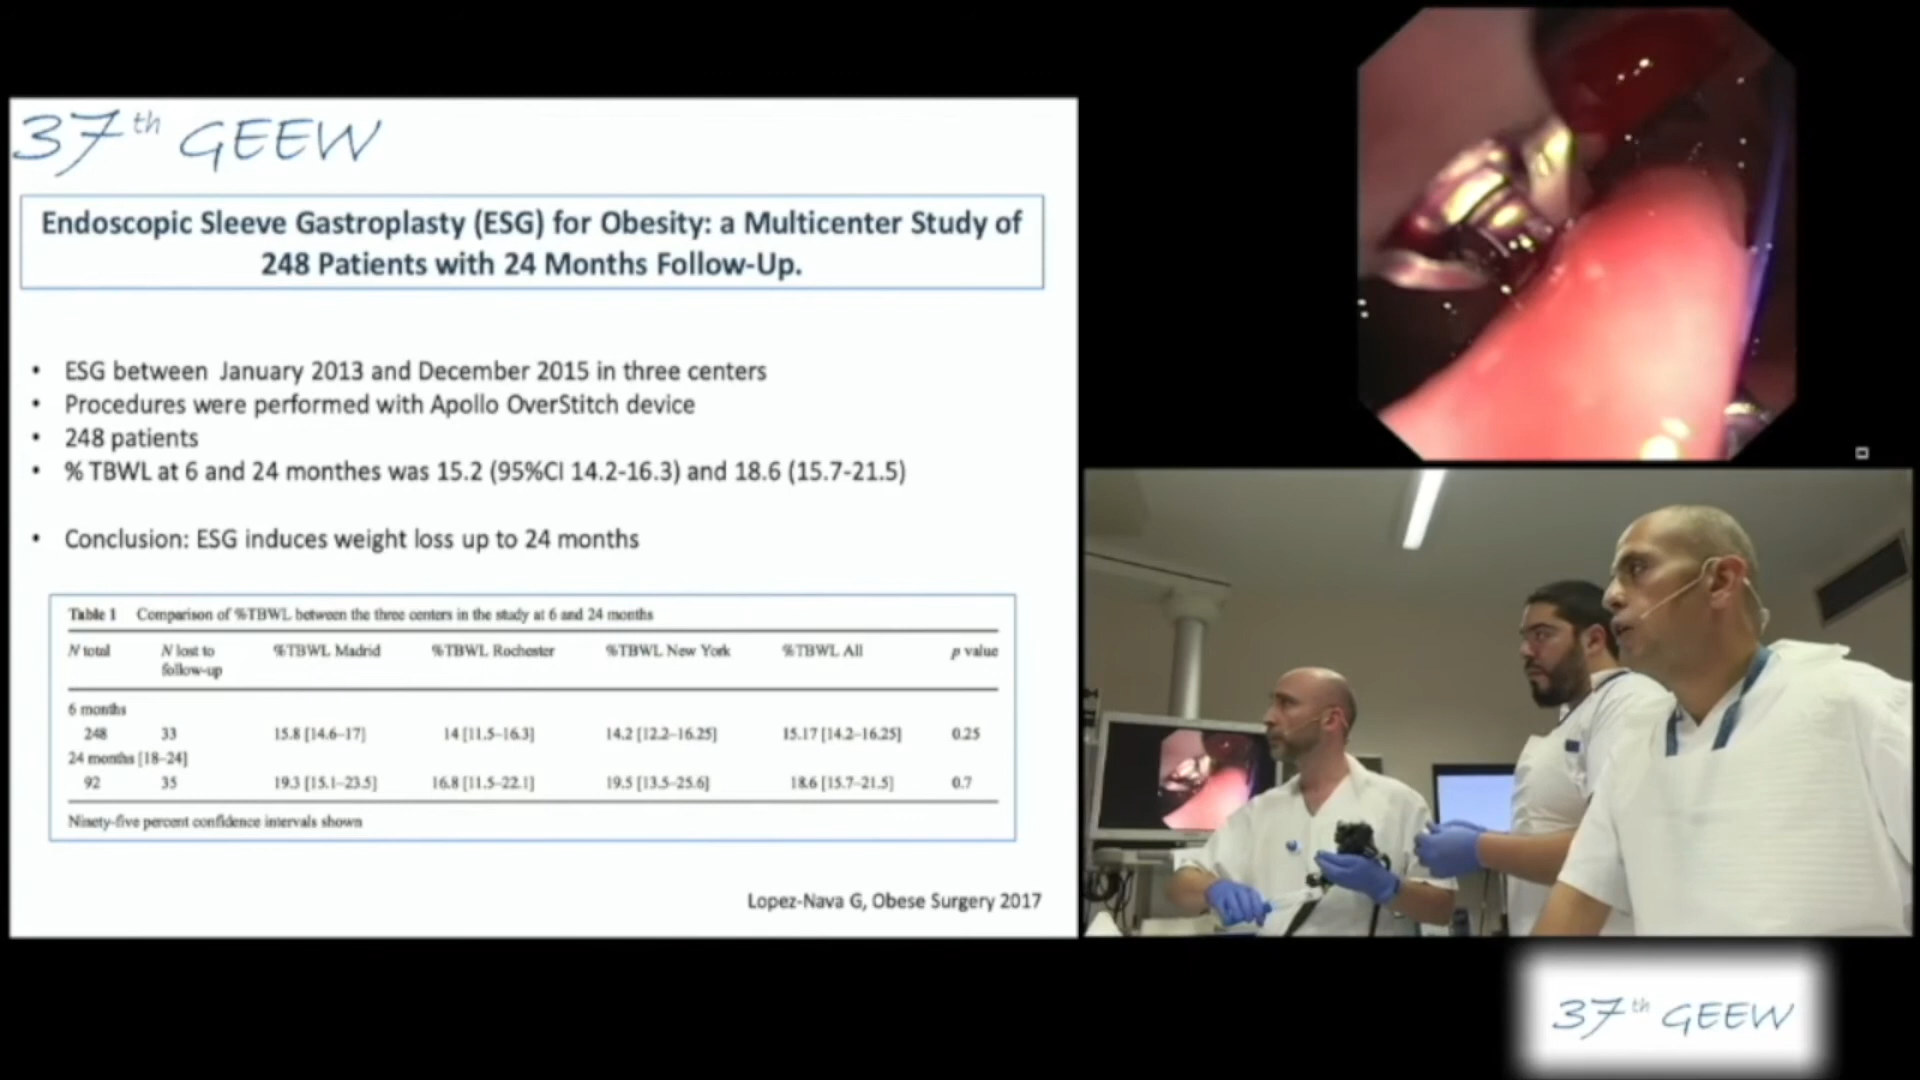 37th GEEW
Endoscopic Sleeve Gastroplasty (ESG) for Obesity: a Multicenter Study of
248 Patients with 24 Months Follow-Up.
• ESG between January 2013 and December 2015 in three centers
• Procedures were performed with Apollo OverStitch device
• 248 patients
• % TBWL at 6 and 24 monthes was 15.2 (95%CI 14.2-16.3) and 18.6 (15.7-21.5)
• Conclusion: ESG induces weight loss up to 24 months
Table 1 Comparison of %TBWL between the three centers in the study at 6 and 24 months
N total N lost to follow-up %TBWL Madrid %TBWL Rochester %TBWL New York %TBWL All p value
6 months
248 33 15.8 [14.6–17] 14 [11.5–16.3] 14.2 [12.2–16.25] 15.17 [14.2–16.25] 0.25
24 months [18–24]
92 35 19.3 [15.1–23.5] 16.8 [11.5–22.1] 19.5 [13.5–25.6] 18.6 [15.7–21.5] 0.7
Ninety-five percent confidence intervals shown
Lopez-Nava G, Obese Surgery 2017
37th GEEW